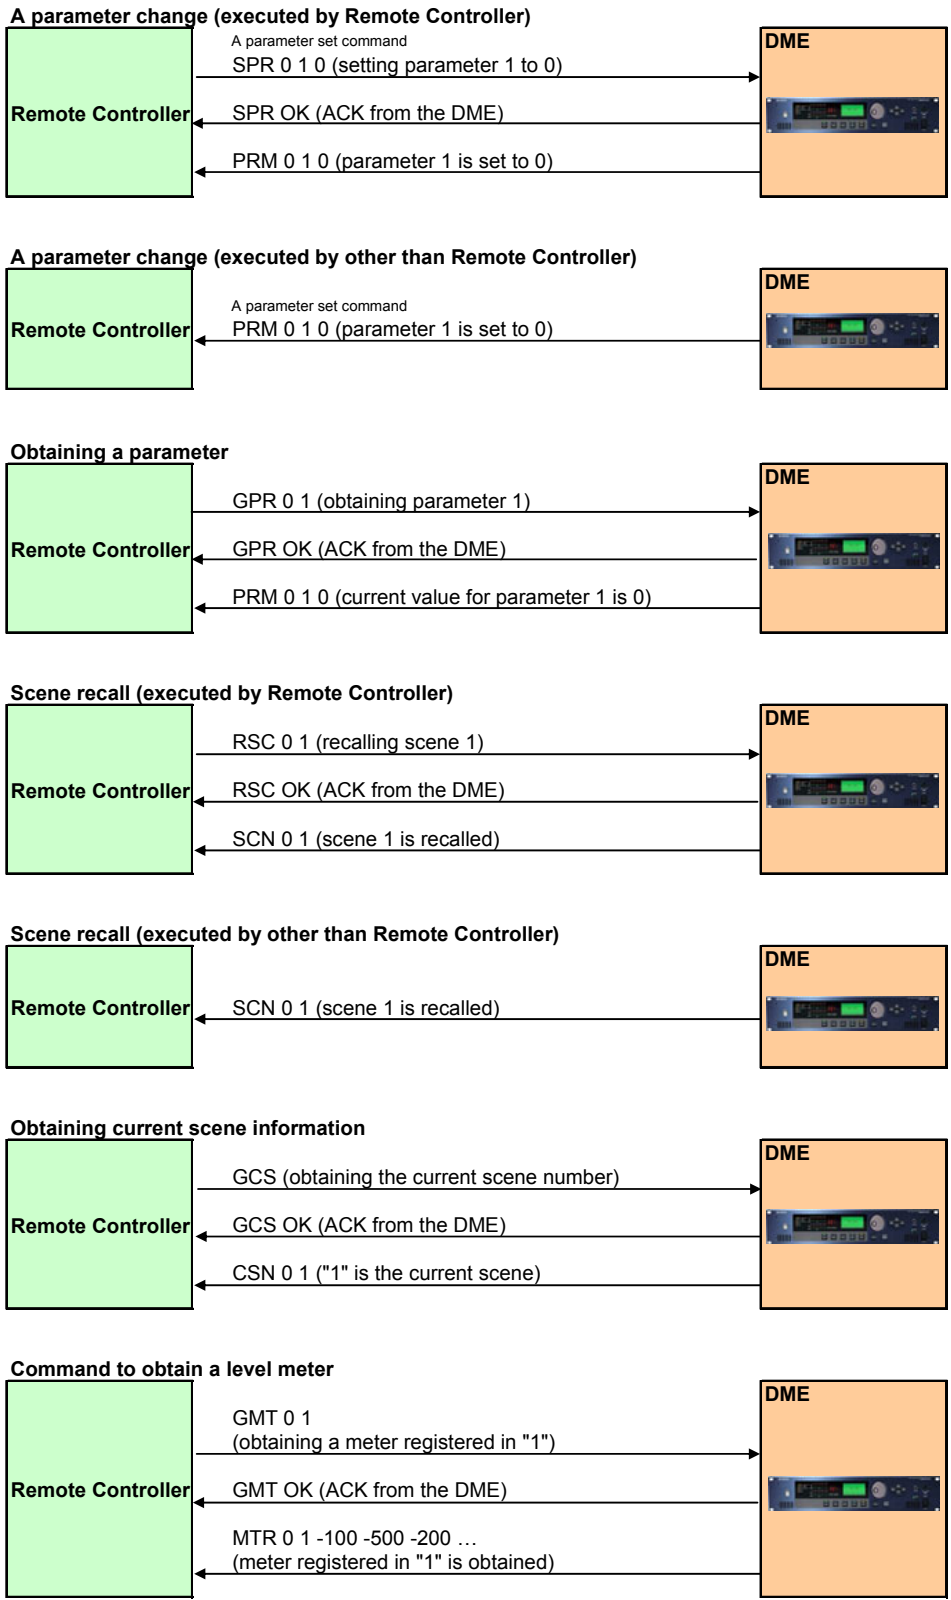 A parameter change (executed by Remote Controller)
A parameter set command
DME
SPR 0 1 0 (setting parameter 1 to 0)
Remote Controller
SPR OK (ACK from the DME)
PRM 0 1 0 (parameter 1 is set to 0)
A parameter change (executed by other than Remote Controller)
DME
A parameter set command
Remote Controller
PRM 0 1 0 (parameter 1 is set to 0)
Obtaining a parameter
DME
GPR 0 1 (obtaining parameter 1)
Remote Controller
GPR OK (ACK from the DME)
PRM 0 1 0 (current value for parameter 1 is 0)
Scene recall (executed by Remote Controller)
DME
RSC 0 1 (recalling scene 1)
Remote Controller
RSC OK (ACK from the DME)
SCN 0 1 (scene 1 is recalled)
Scene recall (executed by other than Remote Controller)
DME
Remote Controller
SCN 0 1 (scene 1 is recalled)
Obtaining current scene information
DME
GCS (obtaining the current scene number)
Remote Controller
GCS OK (ACK from the DME)
CSN 0 1 ("1" is the current scene)
Command to obtain a level meter
DME
GMT 0 1
(obtaining a meter registered in "1")
Remote Controller
GMT OK (ACK from the DME)
MTR 0 1 -100 -500 -200 …
(meter registered in "1" is obtained)